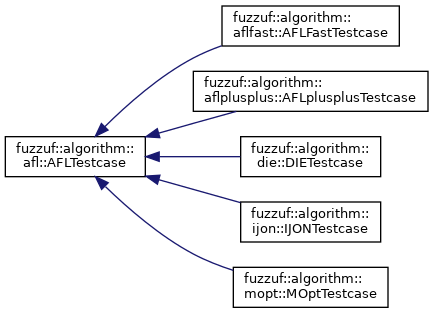 fuzzuf::algorithm::
aflfast::AFLFastTestcase
fuzzuf::algorithm::
aflplusplus::AFLplusplusTestcase
fuzzuf::algorithm::
afl::AFLTestcase
fuzzuf::algorithm::
die::DIETestcase
fuzzuf::algorithm::
ijon::IJONTestcase
fuzzuf::algorithm::
mopt::MOptTestcase